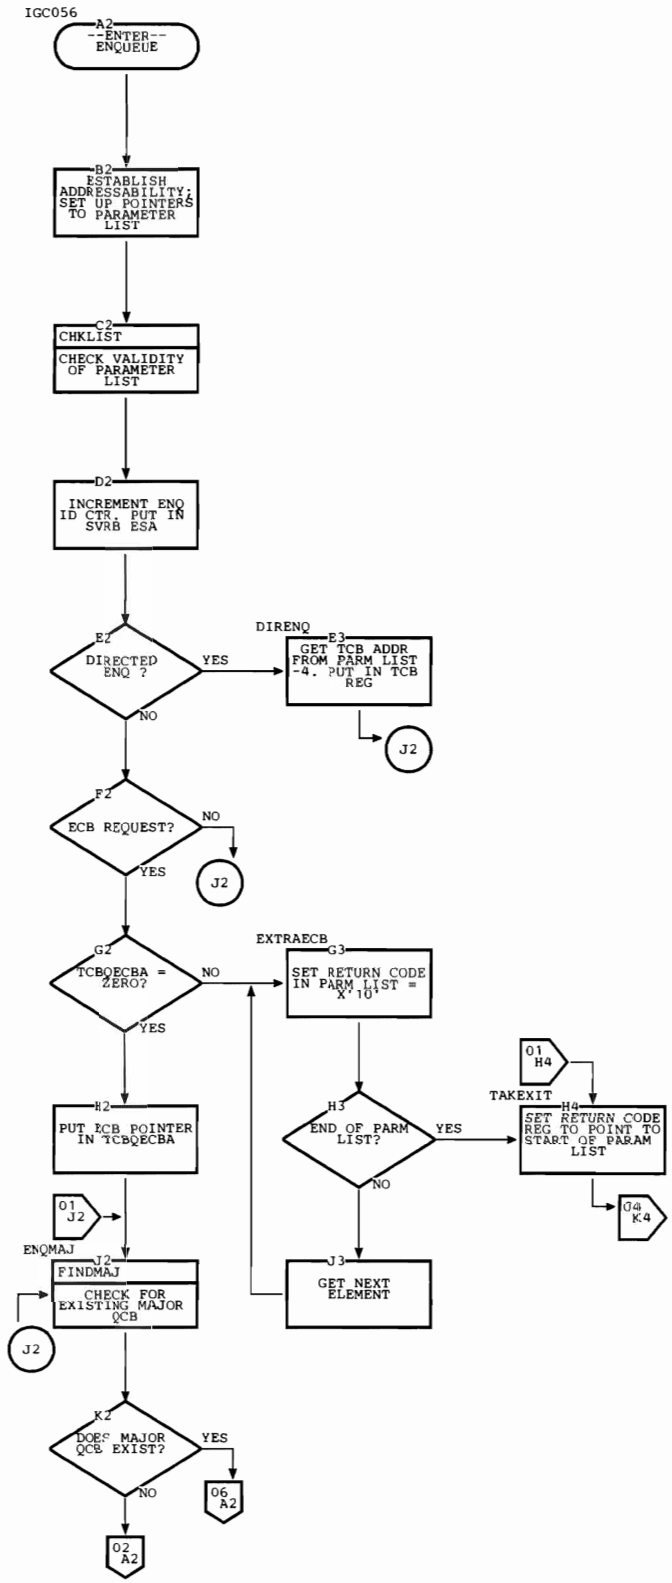 IGC056
A2
--ENTER--
ENQUEUE
B2
ESTABLISH
ADDRESSABILITY;
SET UP POINTERS
TO PARAMETER
LIST
C2
CHKLIST
CHECK VALIDITY
OF PARAMETER
LIST
D2
INCREMENT ENQ
ID CTR. PUT IN
SVRB ESA
E2
DIRECTED
ENQ ?
YES
NO
DIRENQ
E3
GET TCB ADDR
FROM PARM LIST
-4. PUT IN TCB
REG
J2
F2
ECB REQUEST?
NO
YES
J2
G2
TCBQECBA =
ZERO?
NO
YES
EXTRAECB
G3
SET RETURN CODE
IN PARM LIST =
X'10'
H2
PUT ECB POINTER
IN TCBQECBA
H3
END OF PARM
LIST?
YES
NO
01
H4
TAKEXIT
H4
SET RETURN CODE
REG TO POINT TO
START OF PARAM
LIST
04
K4
01
J2
ENQMAJ
J2
FINDMAJ
CHECK FOR
EXISTING MAJOR
QCB
J2
J3
GET NEXT
ELEMENT
K2
DOES MAJOR
QCB EXIST?
YES
NO
06
A2
02
A2